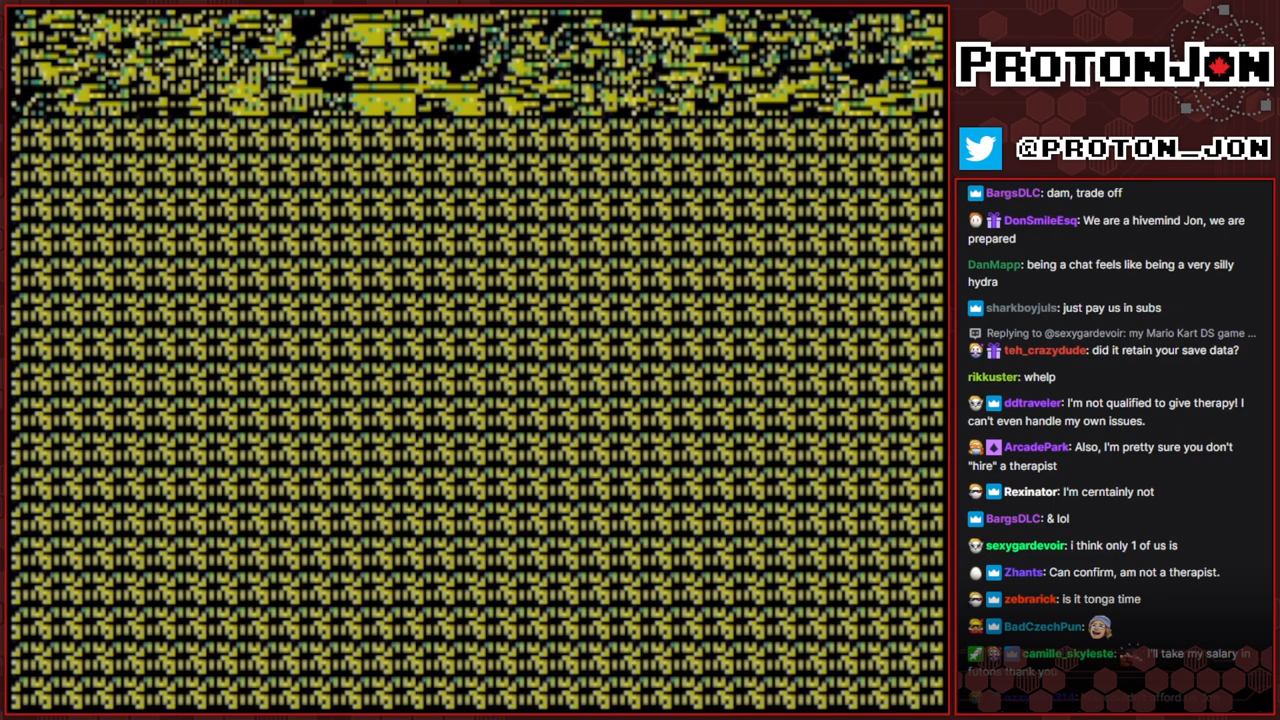 PROTONJON
@PROTON_JON
BargsDLC: dam, trade off
DonSmileEsq: We are a hivemind Jon, we are
prepared
DanMapp: being a chat feels like being a very silly
hydra
sharkboyjuls: just pay us in subs
Replying to @sexygardevoir: my Mario Kart DS game ...
teh_crazydude: did it retain your save data?
rikkuster: whelp
ddtraveler: I'm not qualified to give therapy! I
can't even handle my own issues.
ArcadePark: Also, I'm pretty sure you don't
"hire" a therapist
Rexinator: I'm cerntainly not
BargsDLC: & lol
sexygardevoir: i think only 1 of us is
Zhants: Can confirm, am not a therapist.
zebrarick: is it tonga time
BadCzechPun:
camille_skyleste: I'll take my salary in
futons thank you